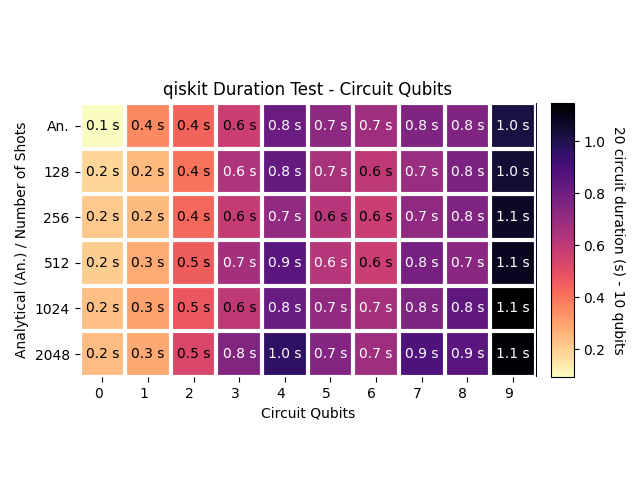 qiskit Duration Test - Circuit Qubits
Analytical (An.) / Number of Shots
An. 0.1 s 0.4 s 0.4 s 0.6 s 0.8 s 0.7 s 0.7 s 0.8 s 0.8 s 1.0 s
128 0.2 s 0.2 s 0.4 s 0.6 s 0.8 s 0.7 s 0.6 s 0.7 s 0.8 s 1.0 s
256 0.2 s 0.2 s 0.4 s 0.6 s 0.7 s 0.6 s 0.6 s 0.7 s 0.8 s 1.1 s
512 0.2 s 0.3 s 0.5 s 0.7 s 0.9 s 0.6 s 0.6 s 0.8 s 0.7 s 1.1 s
1024 0.2 s 0.3 s 0.5 s 0.6 s 0.8 s 0.7 s 0.7 s 0.8 s 0.8 s 1.1 s
2048 0.2 s 0.3 s 0.5 s 0.8 s 1.0 s 0.7 s 0.7 s 0.9 s 0.9 s 1.1 s
0 1 2 3 4 5 6 7 8 9
Circuit Qubits
1.0
0.8
0.6
0.4
0.2
20 circuit duration (s) - 10 qubits